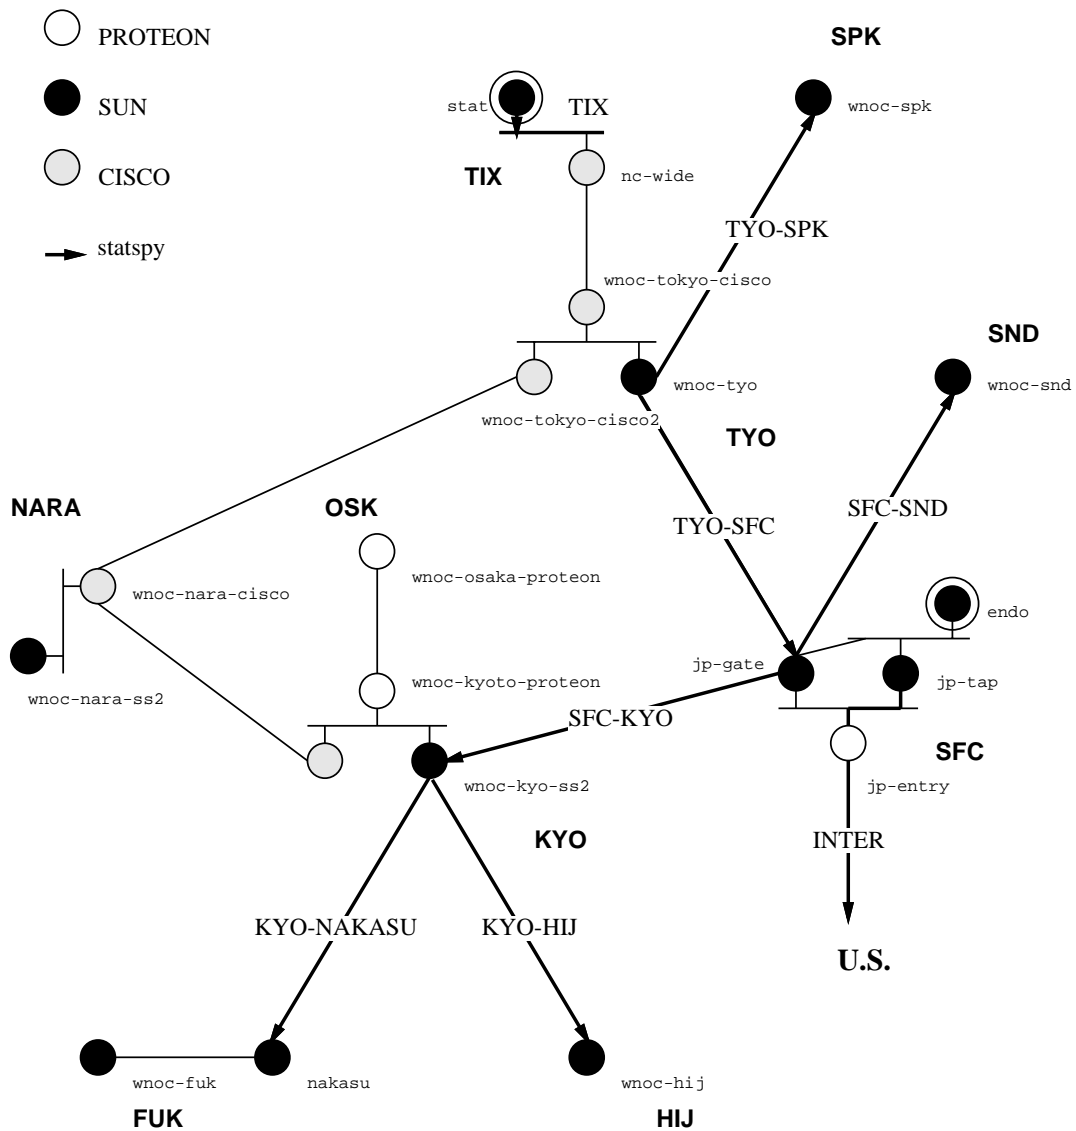 PROTEON
SPK
SUN
stat
TIX
wnoc-spk
CISCO
TIX
nc-wide
statspy
TYO-SPK
wnoc-tokyo-cisco
SND
wnoc-tyo
wnoc-snd
wnoc-tokyo-cisco2
TYO
NARA
OSK
SFC-SND
TYO-SFC
wnoc-osaka-proteon
wnoc-nara-cisco
endo
jp-gate
jp-tap
wnoc-kyoto-proteon
wnoc-nara-ss2
SFC-KYO
SFC
wnoc-kyo-ss2
jp-entry
KYO
INTER
KYO-NAKASU
KYO-HIJ
U.S.
wnoc-fuk
nakasu
wnoc-hij
FUK
HIJ